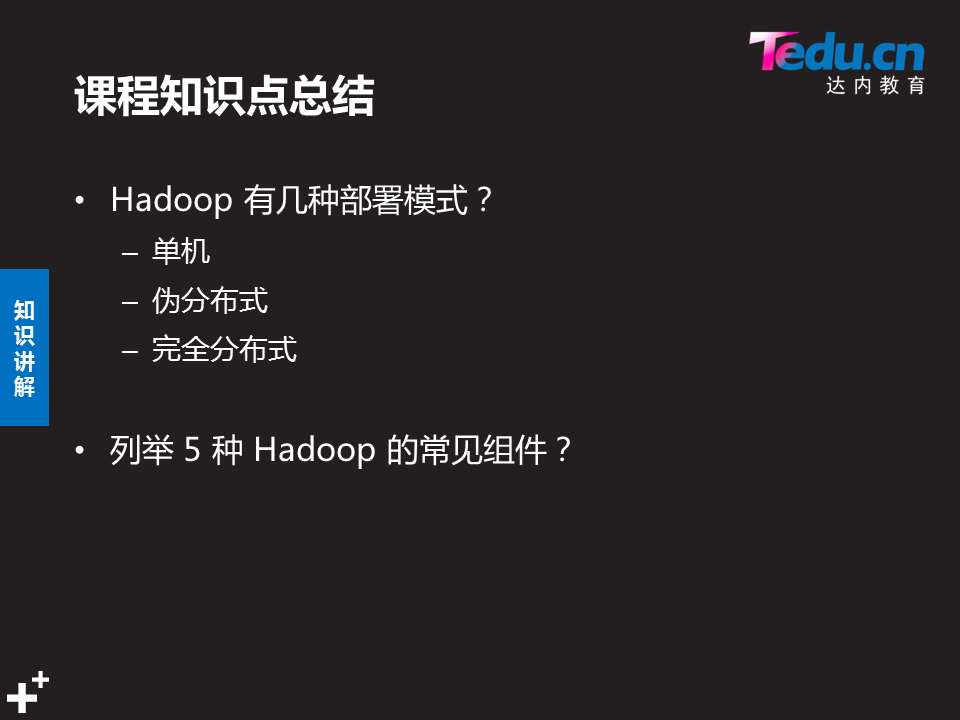 Tedu.cn
达内教育
课程知识点总结
• Hadoop 有几种部署模式？
– 单机
– 伪分布式
– 完全分布式
知识讲解
• 列举 5 种 Hadoop 的常见组件？